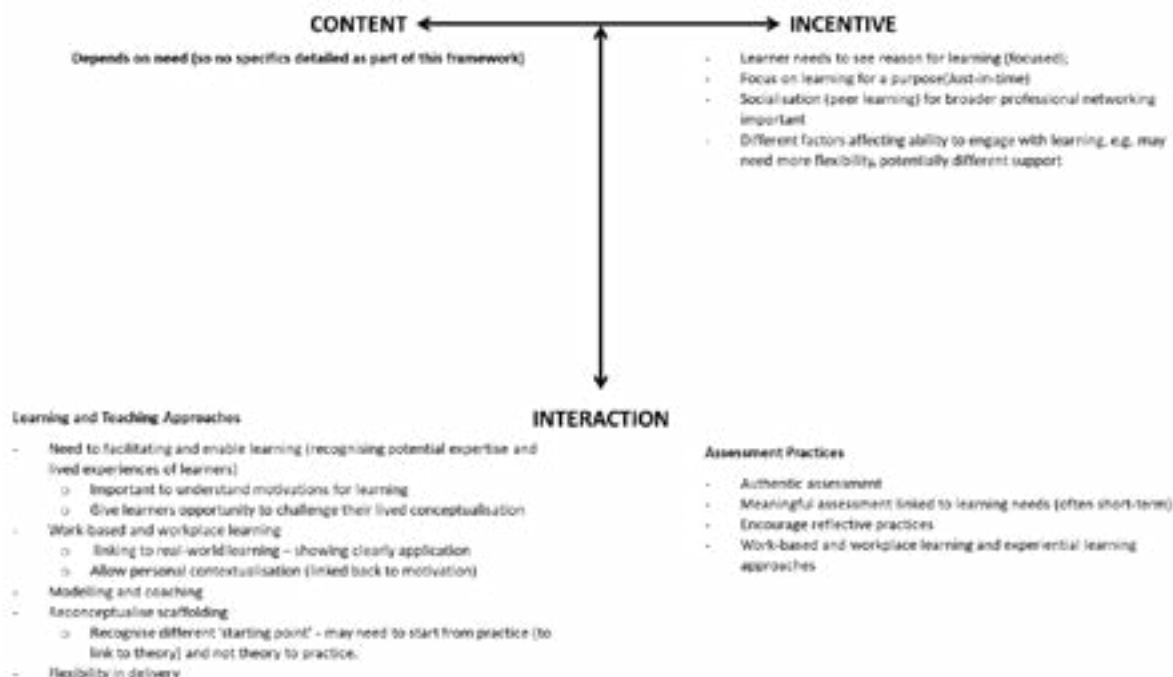 CONTENT
INCENTIVE
Depends on need (so no specifics detailed as part of this framework)
- Learner needs to see reason for learning (focused);
- Focus on learning for a purpose(Just-in-time)
- Socialisation (peer learning) for broader professional networking
important
- Different factors affecting ability to engage with learning, e.g. may
need more flexibility, potentially different support
INTERACTION
Learning and Teaching Approaches
- Need to facilitating and enable learning (recognising potential expertise and
lived experiences of learners)
o Important to understand motivations for learning
o Give learners opportunity to challenge their lived conceptualisation
- Work-based and workplace learning
o linking to real-world learning – showing clearly application
o Allow personal contextualisation (linked back to motivation)
- Modelling and coaching
- Reconceptualise scaffolding
o Recognise different 'starting point' - may need to start from practice (to
link to theory) and not theory to practice.
- Flexibility in delivery
Assessment Practices
- Authentic assessment
- Meaningful assessment linked to learning needs (often short-term)
- Encourage reflective practices
- Work-based and workplace learning and experiential learning
approaches